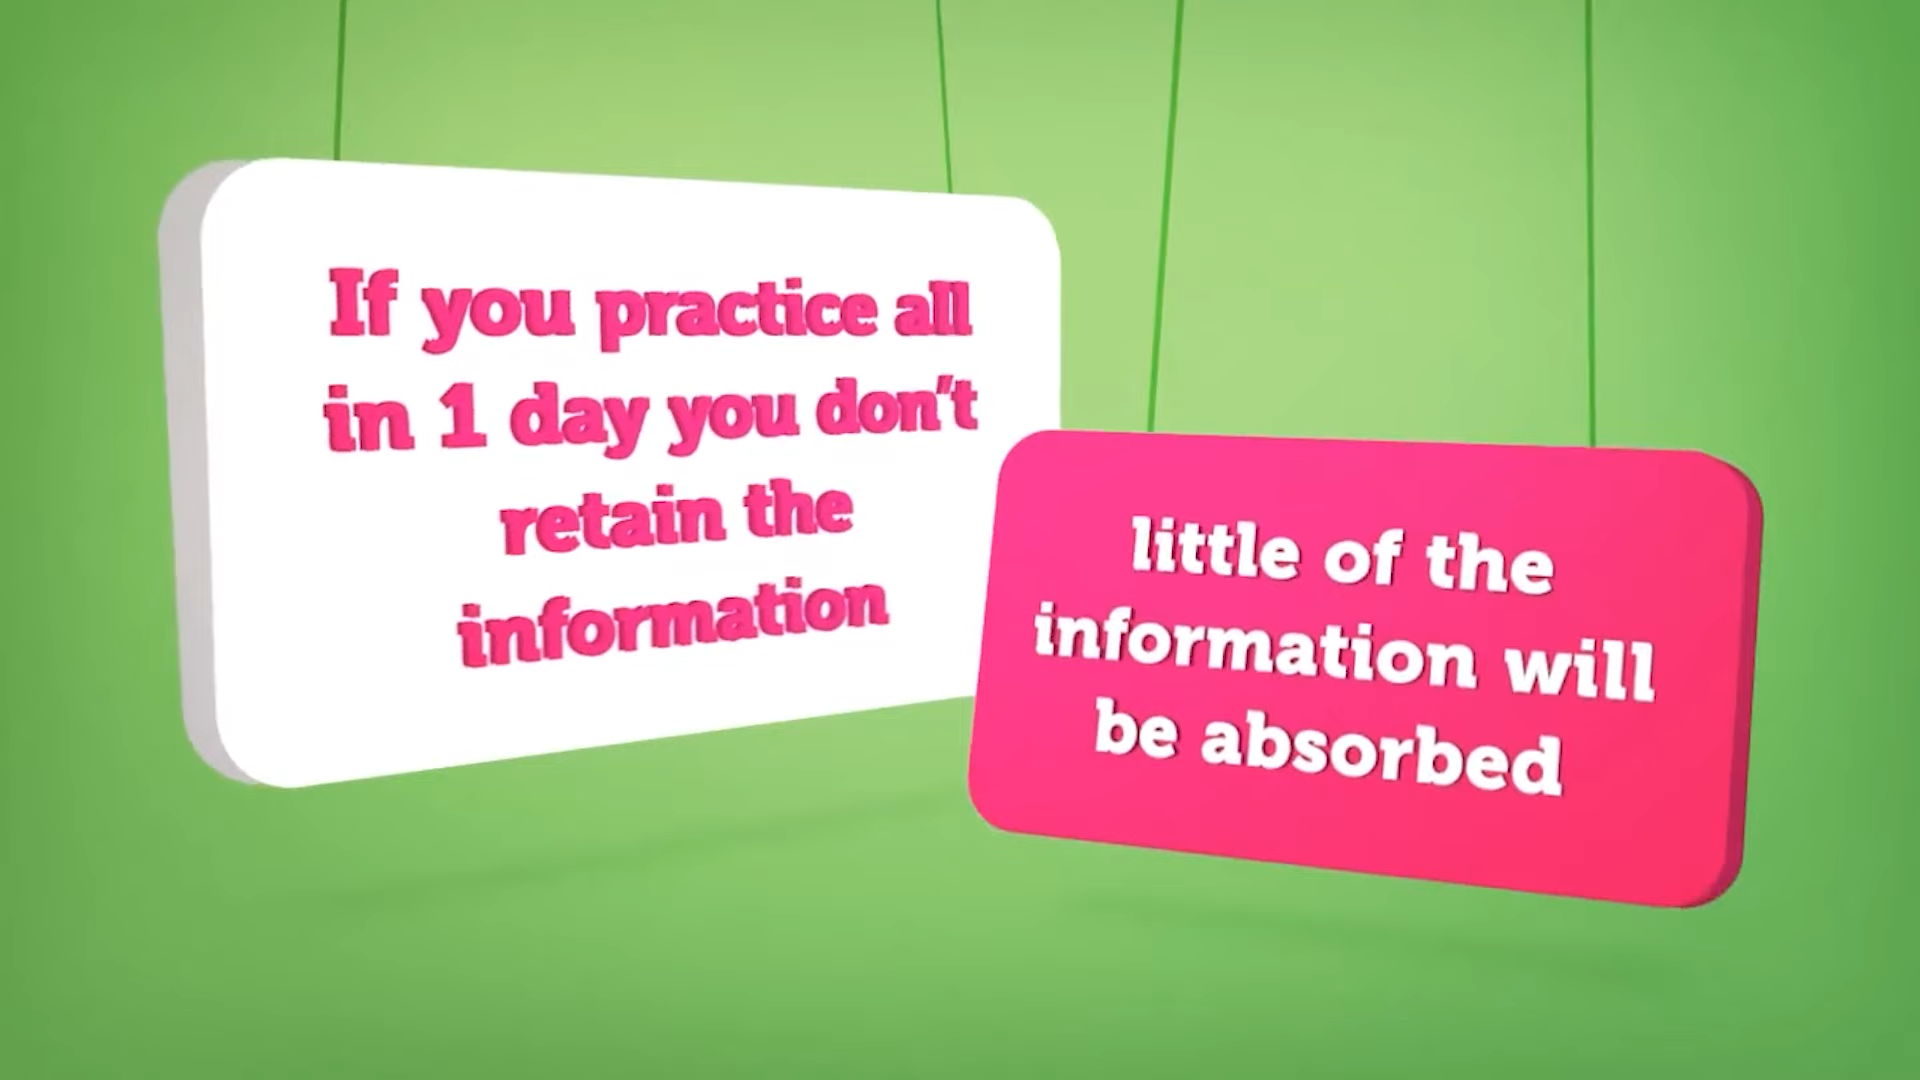 If you practice all
in 1 day you don't
retain the
information
little of the
information will
be absorbed